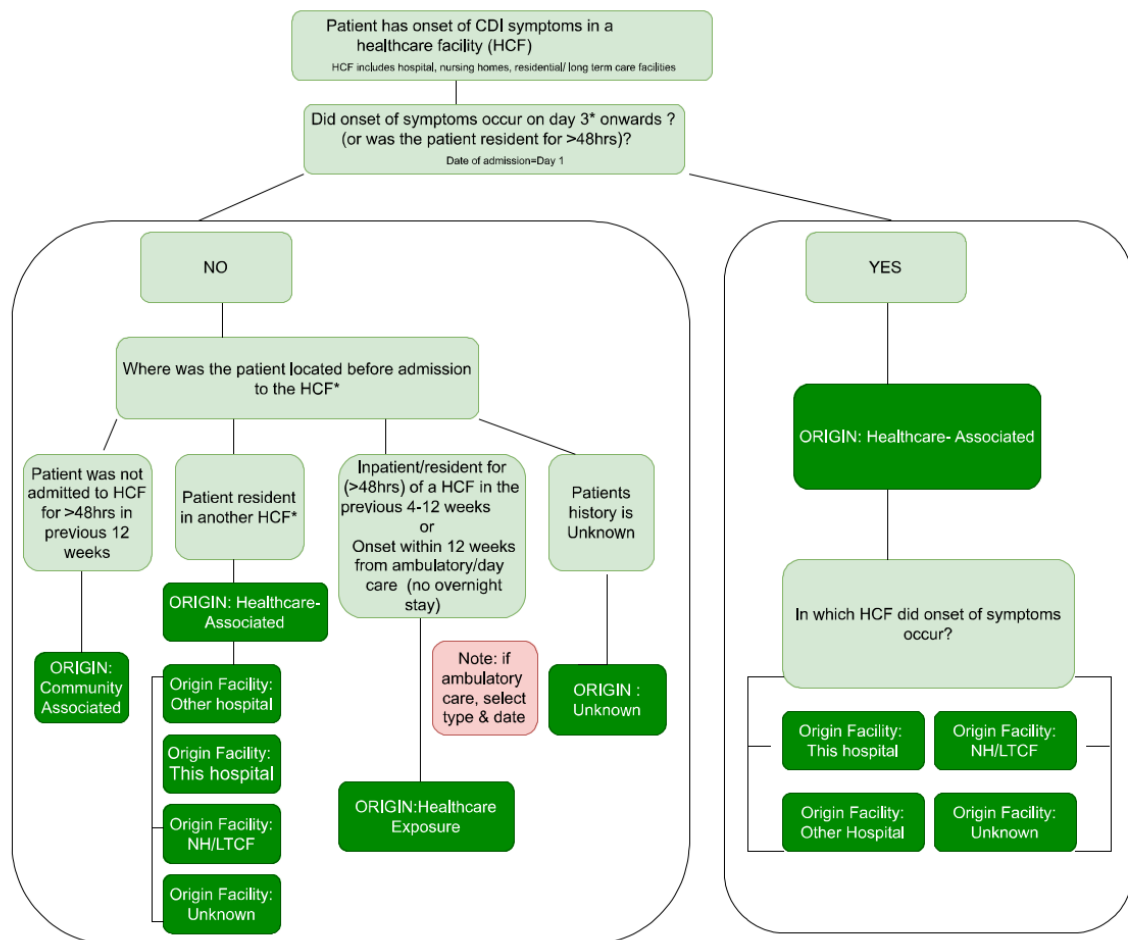 Patient has onset of CDI symptoms in a
healthcare facility (HCF)
HCF includes hospital, nursing homes, residential/ long term care facilities
Did onset of symptoms occur on day 3* onwards ?
(or was the patient resident for >48hrs)?
Date of admission=Day 1
NO
Where was the patient located before admission
to the HCF*
Patient was not
admitted to HCF
for >48hrs in
previous 12
weeks
ORIGIN:
Community
Associated
Patient resident
in another HCF*
ORIGIN: Healthcare-
Associated
Origin Facility:
Other hospital
Origin Facility:
This hospital
Origin Facility:
NH/LTCF
Origin Facility:
Unknown
Inpatient/resident for
(>48hrs) of a HCF in the
previous 4-12 weeks
or
Onset within 12 weeks
from ambulatory/day
care (no overnight
stay)
Note: if
ambulatory
care, select
type & date
ORIGIN:Healthcare
Exposure
Patients
history is
Unknown
ORIGIN :
Unknown
YES
ORIGIN: Healthcare- Associated
In which HCF did onset of symptoms
occur?
Origin Facility:
This hospital
Origin Facility:
NH/LTCF
Origin Facility:
Other Hospital
Origin Facility:
Unknown